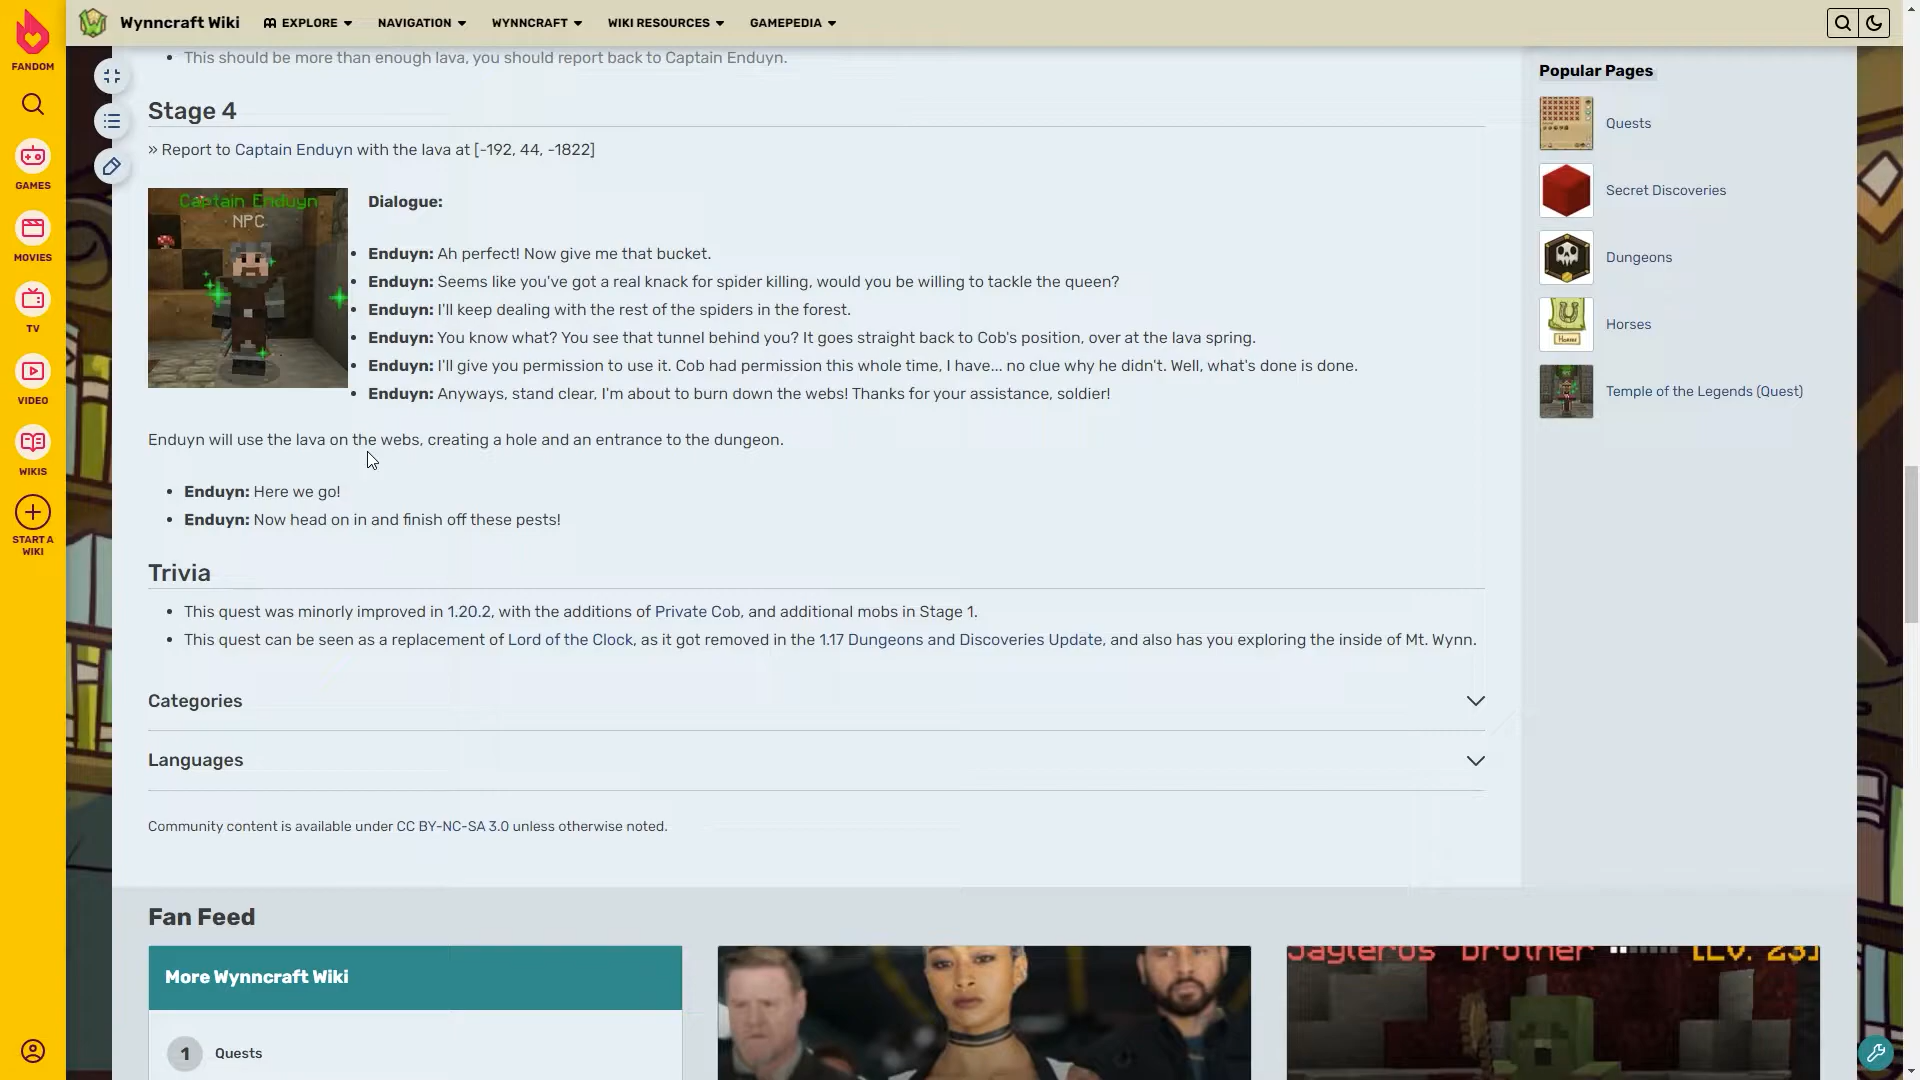 Wynncraft Wiki
EXPLORE
NAVIGATION
WYNNCRAFT
WIKI RESOURCES
GAMEPEDIA
FANDOM
GAMES
MOVIES
TV
VIDEO
WIKIS
START A
WIKI
This should be more than enough lava, you should report back to Captain Enduyn.
Stage 4
» Report to Captain Enduyn with the lava at [-192, 44, -1822]
Captain Enduyn
NPC
Dialogue:
Enduyn: Ah perfect! Now give me that bucket.
Enduyn: Seems like you've got a real knack for spider killing, would you be willing to tackle the queen?
Enduyn: I'll keep dealing with the rest of the spiders in the forest.
Enduyn: You know what? You see that tunnel behind you? It goes straight back to Cob's position, over at the lava spring.
Enduyn: I'll give you permission to use it. Cob had permission this whole time, I have... no clue why he didn't. Well, what's done is done.
Enduyn: Anyways, stand clear, I'm about to burn down the webs! Thanks for your assistance, soldier!
Enduyn will use the lava on the webs, creating a hole and an entrance to the dungeon.
Enduyn: Here we go!
Enduyn: Now head on in and finish off these pests!
Trivia
This quest was minorly improved in 1.20.2, with the additions of Private Cob, and additional mobs in Stage 1.
This quest can be seen as a replacement of Lord of the Clock, as it got removed in the 1.17 Dungeons and Discoveries Update, and also has you exploring the inside of Mt. Wynn.
Categories
Languages
Community content is available under CC BY-NC-SA 3.0 unless otherwise noted.
Popular Pages
Quests
Secret Discoveries
Dungeons
Horses
Temple of the Legends (Quest)
Fan Feed
More Wynncraft Wiki
1 Quests
Jagleros' Brother [Lv. 23]